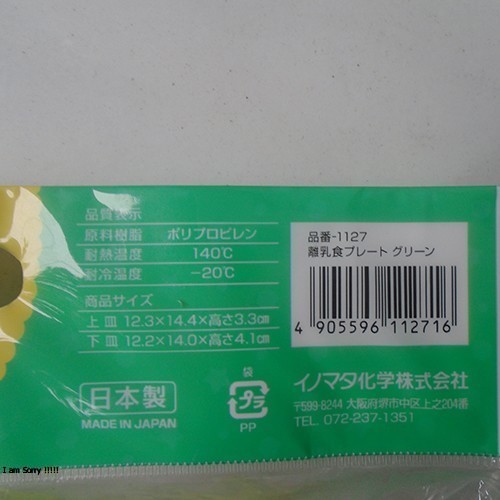 品質表示
原料樹脂 ポリプロピレン
耐熱温度 140℃
耐冷温度 -20℃
商品サイズ
上皿 12.3×14.4×高さ3.3㎝
下皿 12.2×14.0×高さ4.1㎝
日本製
MADE IN JAPAN
袋
プラ
PP
品番-1127
離乳食プレート グリーン
4 905596 112716
イノマタ化学株式会社
〒599-8244 大阪府堺市中区上之204番
TEL. 072-237-1351
I am Sorry !!!!!